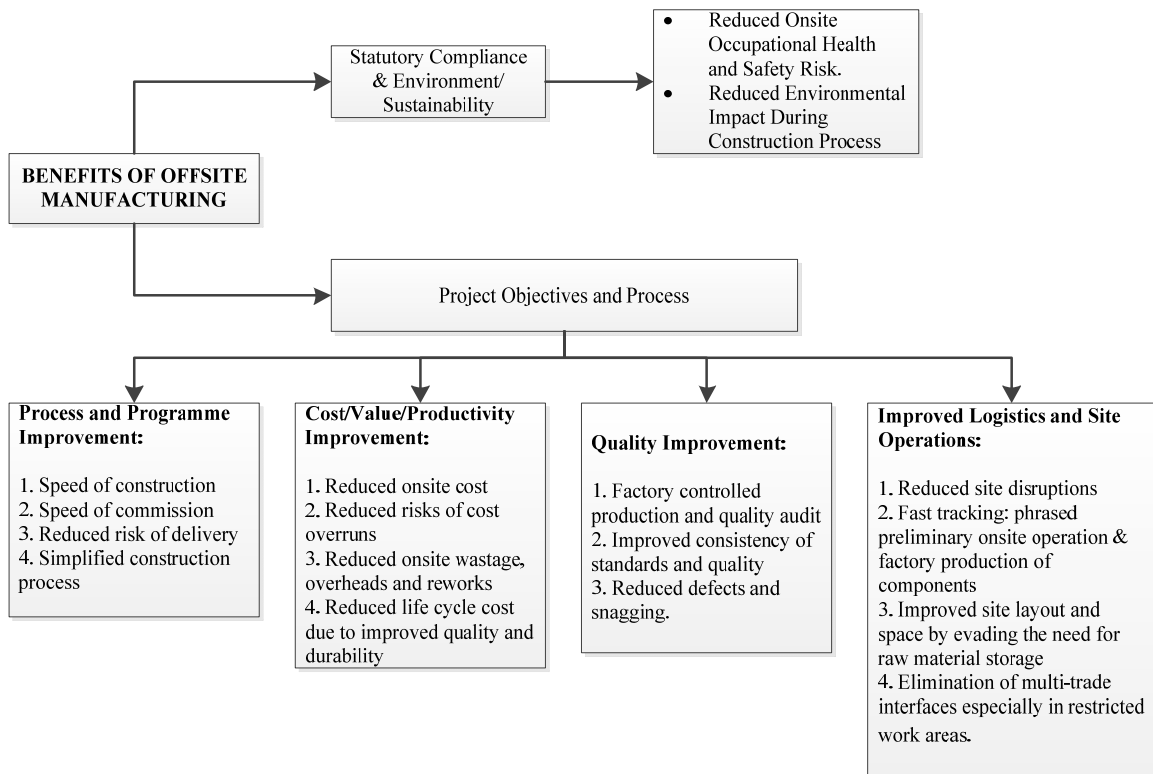 Statutory Compliance
& Environment/
Sustainability
• Reduced Onsite
Occupational Health
and Safety Risk.
• Reduced Environmental
Impact During
Construction Process
BENEFITS OF OFFSITE
MANUFACTURING
Project Objectives and Process
Process and Programme
Improvement:
1. Speed of construction
2. Speed of commission
3. Reduced risk of delivery
4. Simplified construction
process
Cost/Value/Productivity
Improvement:
1. Reduced onsite cost
2. Reduced risks of cost
overruns
3. Reduced onsite wastage,
overheads and reworks
4. Reduced life cycle cost
due to improved quality and
durability
Quality Improvement:
1. Factory controlled
production and quality audit
2. Improved consistency of
standards and quality
3. Reduced defects and
snagging.
Improved Logistics and Site
Operations:
1. Reduced site disruptions
2. Fast tracking: phrased
preliminary onsite operation &
factory production of
components
3. Improved site layout and
space by evading the need for
raw material storage
4. Elimination of multi-trade
interfaces especially in restricted
work areas.